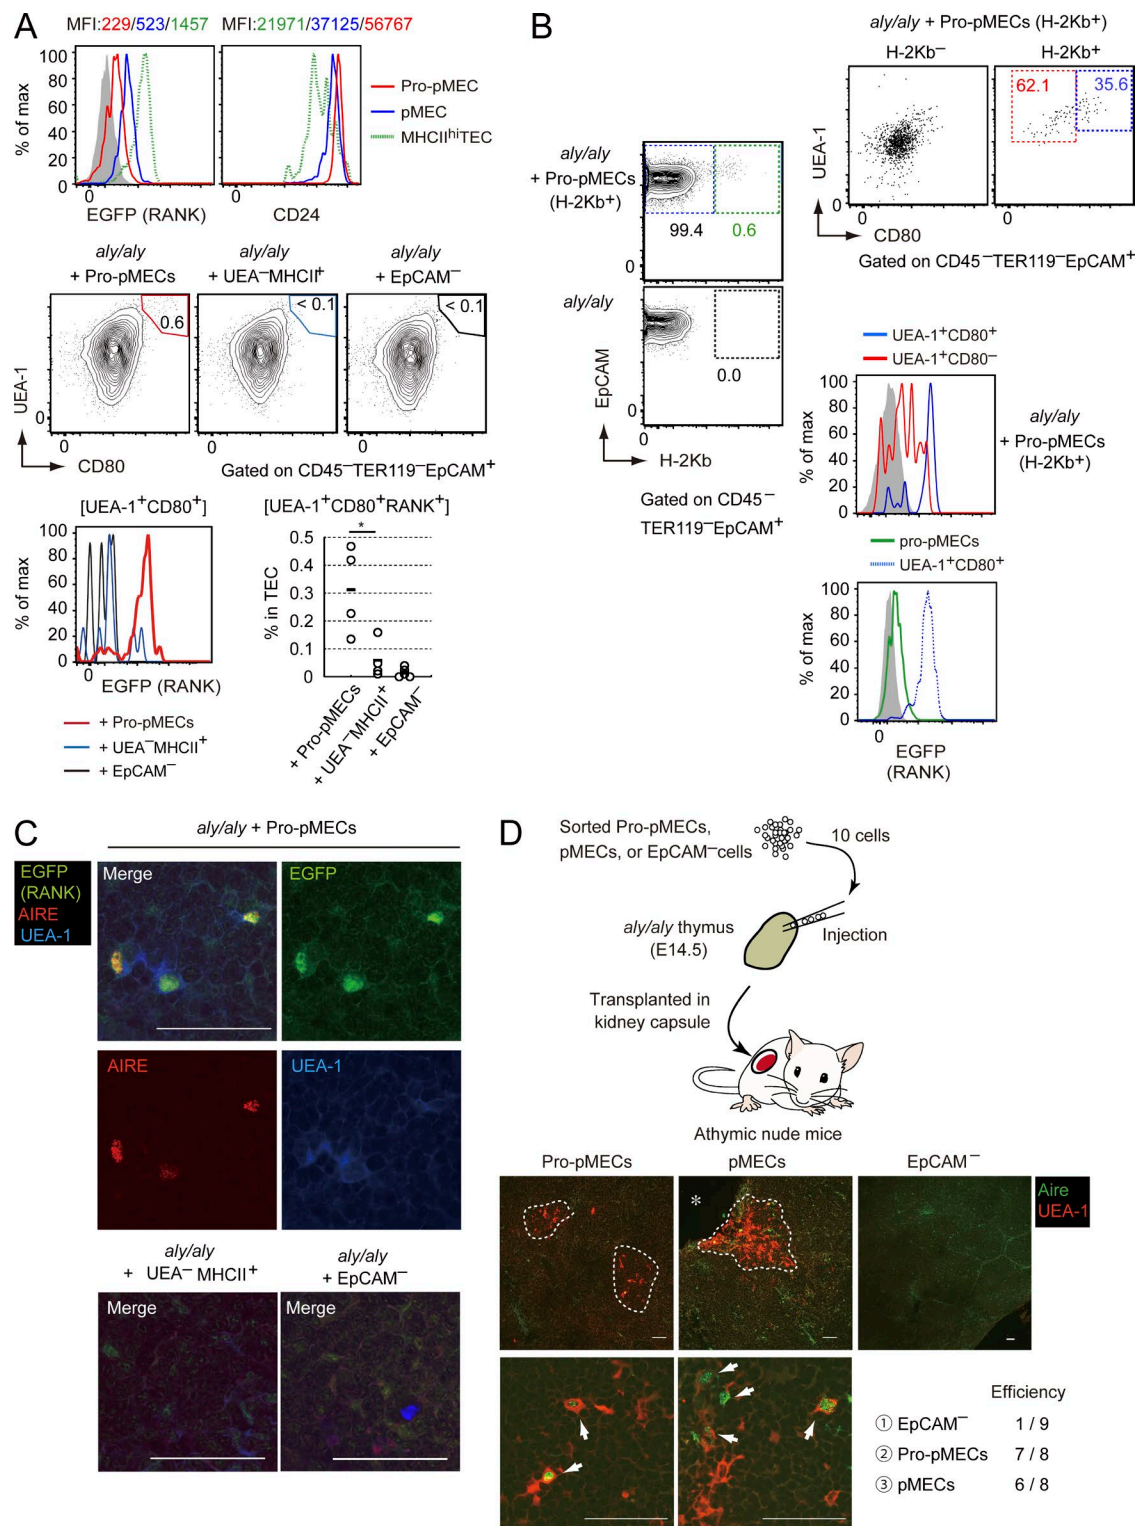 A
MFI:229/523/1457
MFI:21971/37125/56767
% of max
100
80
60
40
20
0
0
0
EGFP (RANK)
CD24
Pro-pMEC
pMEC
MHCIIhiTEC
aly/aly
+ Pro-pMECs
aly/aly
+ UEA−MHCII+
aly/aly
+ EpCAM−
0.6
< 0.1
< 0.1
UEA-1
0
0
0
0
CD80
Gated on CD45−TER119−EpCAM+
[UEA-1+CD80+]
% of max
100
80
60
40
20
0
0
EGFP (RANK)
+ Pro-pMECs
+ UEA−MHCII+
+ EpCAM−
[UEA-1+CD80+RANK+]
*
% in TEC
0.5
0.4
0.3
0.2
0.1
0
+ Pro-pMECs
+ UEA−MHCII+
+ EpCAM−
B
aly/aly + Pro-pMECs (H-2Kb+)
H-2Kb−
H-2Kb+
62.1
35.6
UEA-1
0
0
0
CD80
Gated on CD45−TER119−EpCAM+
aly/aly
+ Pro-pMECs
(H-2Kb+)
99.4
0.6
0
aly/aly
0.0
0
0
EpCAM
H-2Kb
Gated on CD45−
TER119−EpCAM+
UEA-1+CD80+
UEA-1+CD80−
% of max
100
80
60
40
20
0
aly/aly
+ Pro-pMECs
(H-2Kb+)
pro-pMECs
UEA-1+CD80+
% of max
100
80
60
40
20
0
0
EGFP
(RANK)
C
aly/aly + Pro-pMECs
EGFP
(RANK)
AIRE
UEA-1
Merge
EGFP
AIRE
UEA-1
aly/aly
+ UEA− MHCII+
aly/aly
+ EpCAM−
Merge
Merge
D
Sorted Pro-pMECs,
pMECs, or EpCAM−cells
10 cells
aly/aly thymus
(E14.5)
Injection
Transplanted in
kidney capsule
Athymic nude mice
Pro-pMECs
pMECs
EpCAM−
*
Aire
UEA-1
Efficiency
① EpCAM− 1 / 9
② Pro-pMECs 7 / 8
③ pMECs 6 / 8